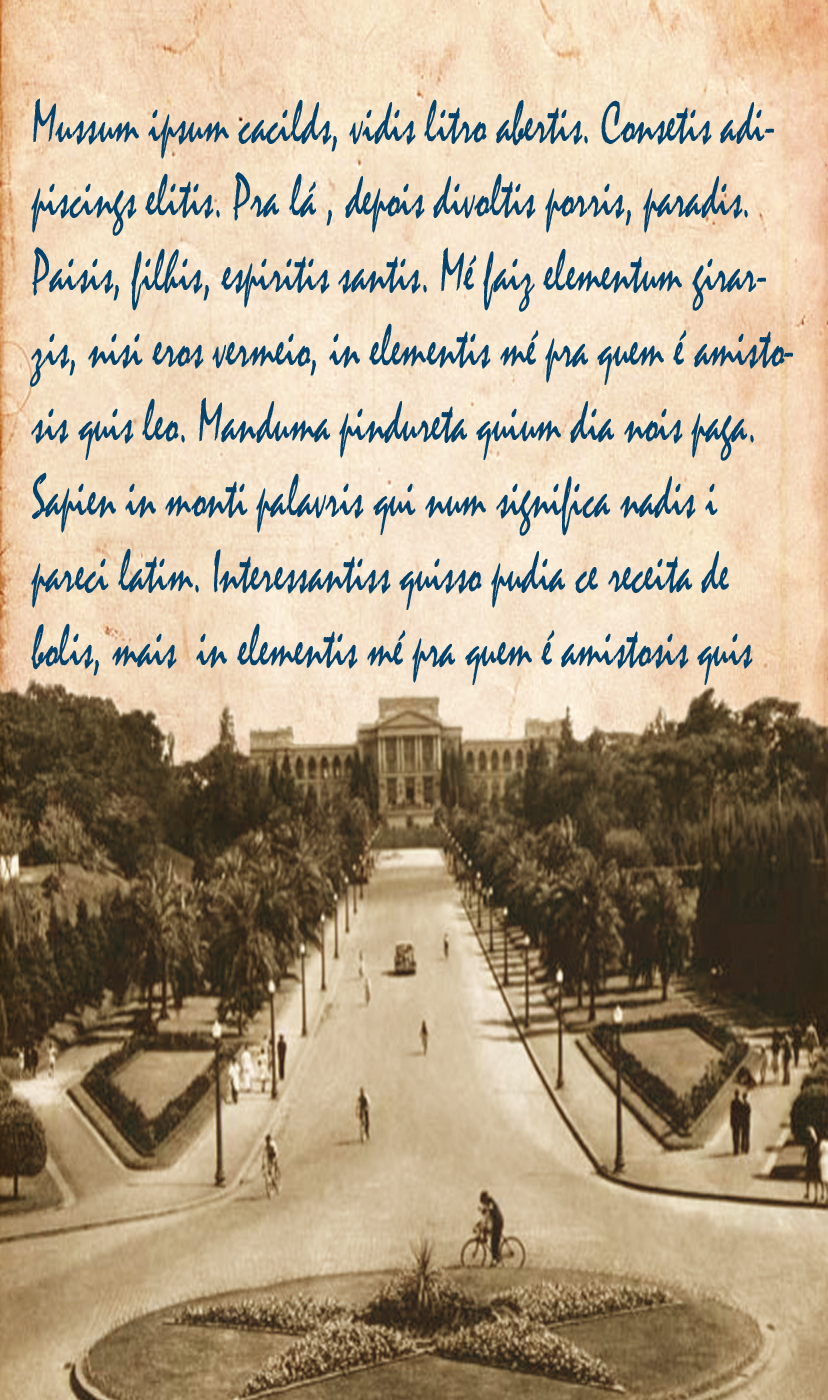 Mussum ipsum cacilds, vidis litro abertis. Consetis adi-
piscings elitis. Pra lá , depois divoltis porris, paradis.
Paisis, filhis, espiritis santis. Mé faiz elementum girar-
zis, nisi eros vermeio, in elementis mé pra quem é amisto-
sis quis leo. Manduma pindureta quium dia nois paga.
Sapien in monti palavris qui num significa nadis i
pareci latim. Interessantiss quisso pudia ce receita de
bolis, mais  in elementis mé pra quem é amistosis quis